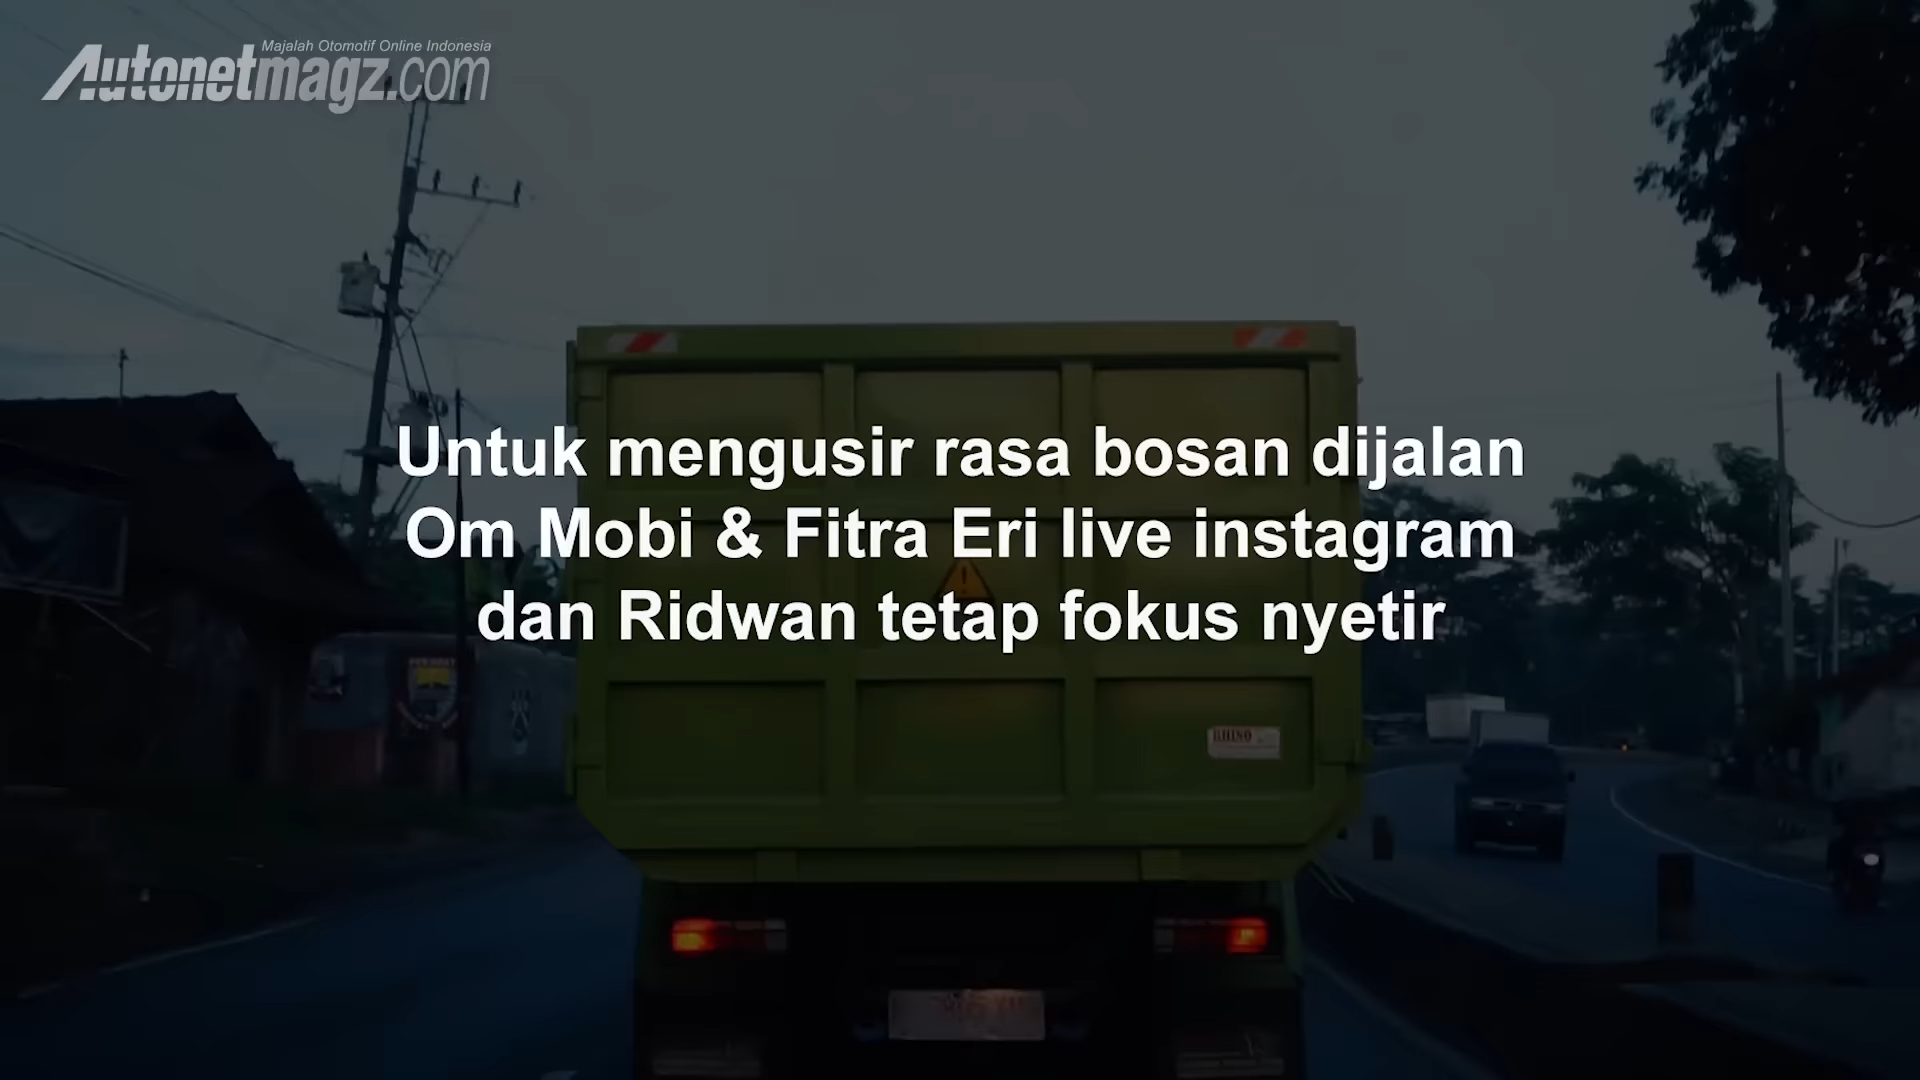 Majalah Otomotif Online Indonesia
Autonetmagz.com
Untuk mengusir rasa bosan dijalan
Om Mobi & Fitra Eri live instagram
dan Ridwan tetap fokus nyetir
RHINO